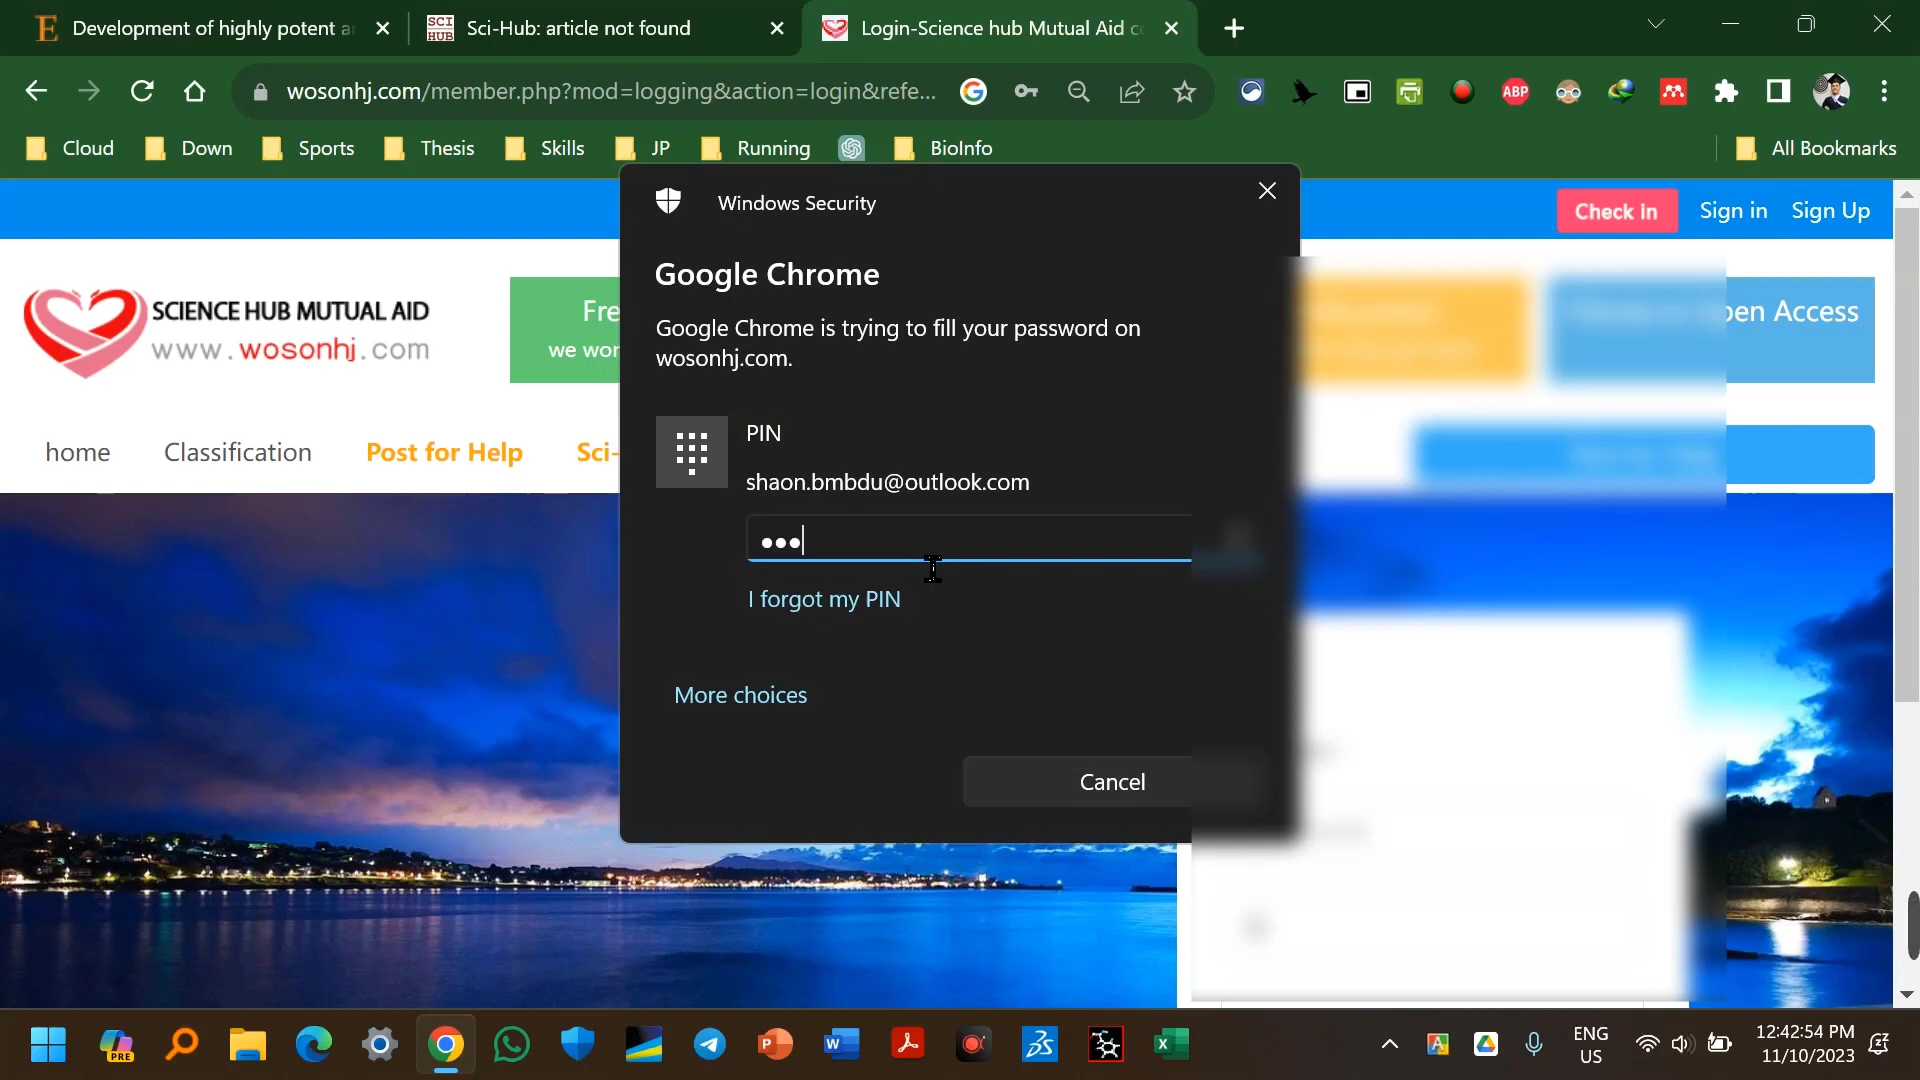 Development of highly potent a
Sci-Hub: article not found
Login-Science hub Mutual Aid co
wosonhj.com/member.php?mod=logging&action=login&refe...
ABP
Cloud
Down
Sports
Thesis
Skills
JP
Running
BioInfo
All Bookmarks
Check in
Sign in
Sign Up
Windows Security
Google Chrome
Google Chrome is trying to fill your password on
wosonhj.com.
PIN
shaon.bmbdu@outlook.com
I forgot my PIN
More choices
Cancel
SCIENCE HUB MUTUAL AID
www.wosonhj.com
Fre
we wor
pen Access
home
Classification
Post for Help
Sci-
PRE
ENG
US
12:42:54 PM
11/10/2023